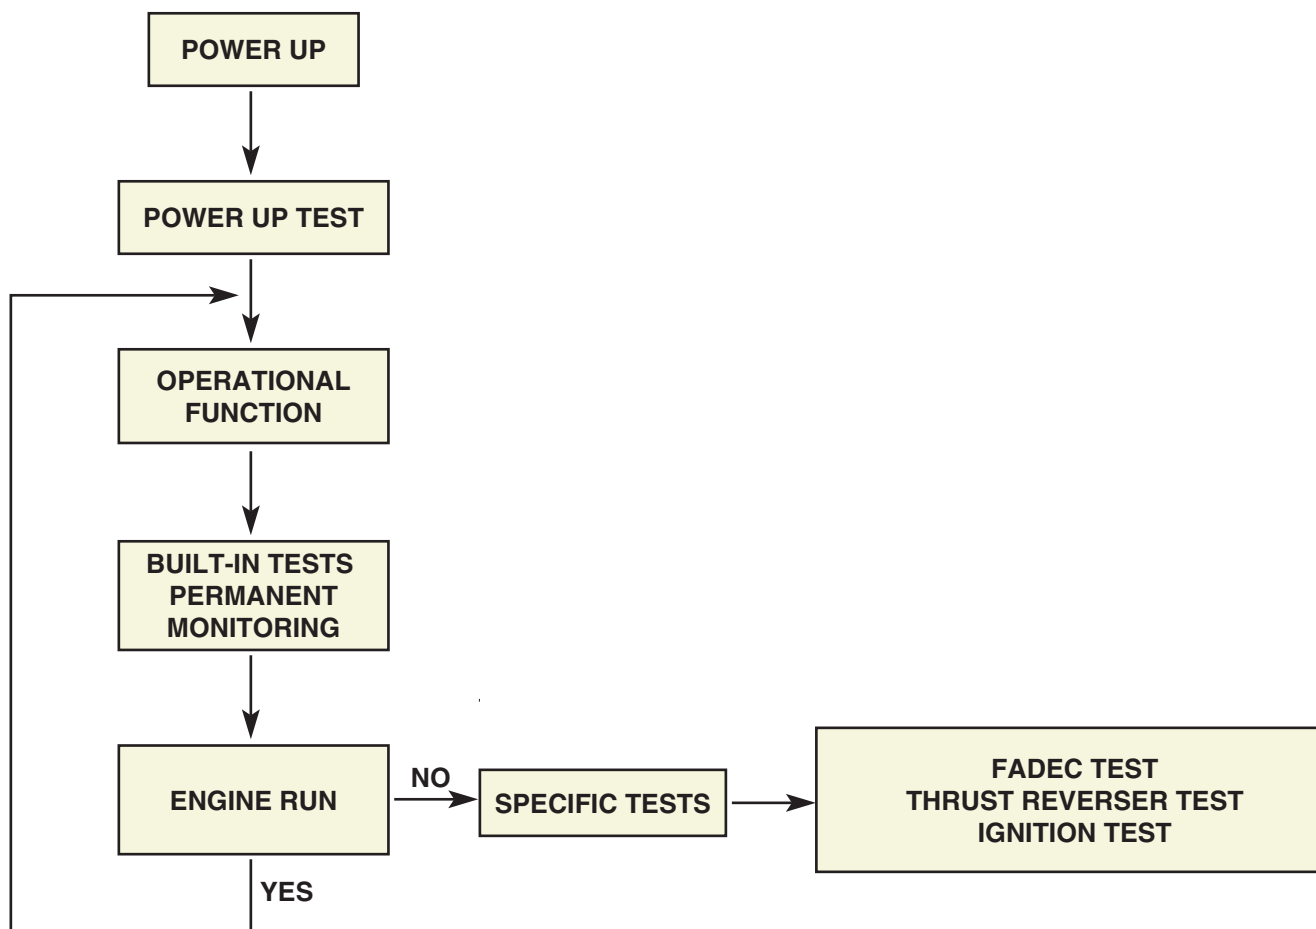 POWER UP
POWER UP TEST
OPERATIONAL
FUNCTION
BUILT-IN TESTS
PERMANENT
MONITORING
ENGINE RUN
NO
SPECIFIC TESTS
FADEC TEST
THRUST REVERSER TEST
IGNITION TEST
YES